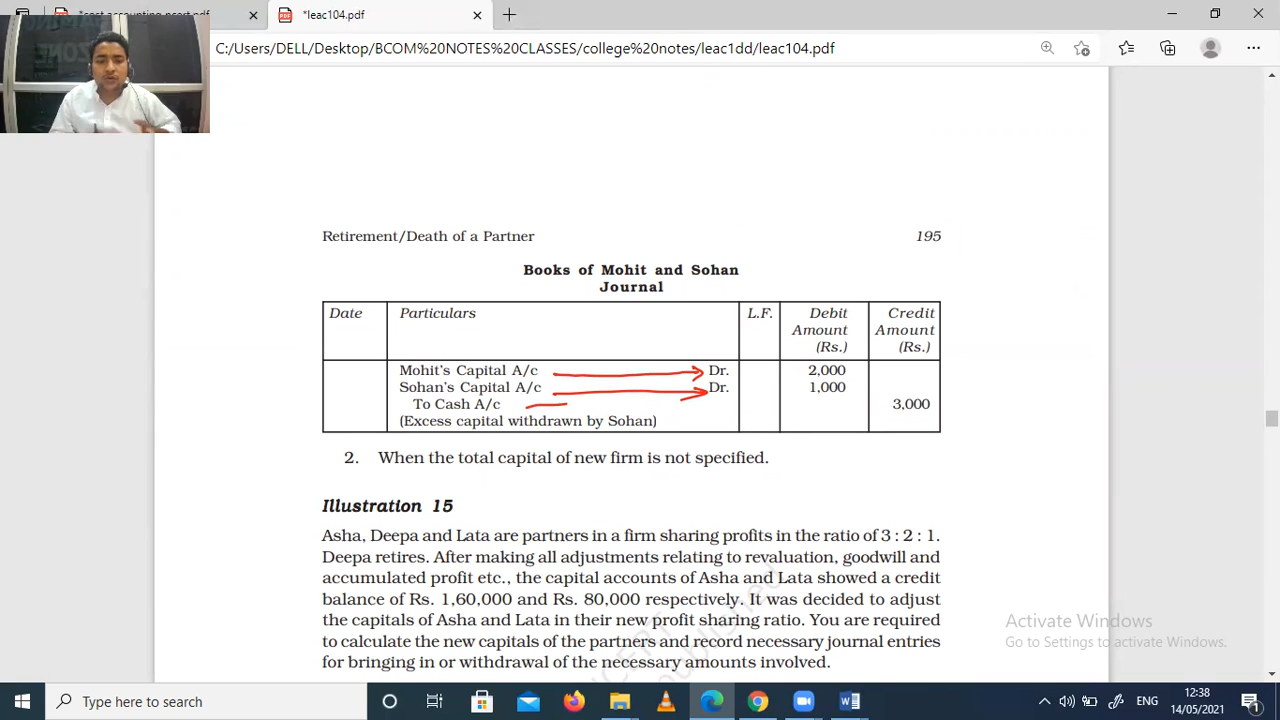 *leac104.pdf
C:/Users/DELL/Desktop/BCOM%20NOTES%20CLASSES/college%20notes/leac1dd/leac104.pdf
Retirement/Death of a Partner 195
Books of Mohit and Sohan
Journal
Date Particulars L.F. Debit Credit
Amount Amount
(Rs.) (Rs.)
Mohit's Capital A/c Dr. 2,000
Sohan's Capital A/c Dr. 1,000
To Cash A/c 3,000
(Excess capital withdrawn by Sohan)
2. When the total capital of new firm is not specified.
Illustration 15
Asha, Deepa and Lata are partners in a firm sharing profits in the ratio of 3 : 2 : 1.
Deepa retires. After making all adjustments relating to revaluation, goodwill and
accumulated profit etc., the capital accounts of Asha and Lata showed a credit
balance of Rs. 1,60,000 and Rs. 80,000 respectively. It was decided to adjust
the capitals of Asha and Lata in their new profit sharing ratio. You are required
to calculate the new capitals of the partners and record necessary journal entries
for bringing in or withdrawal of the necessary amounts involved.
Activate Windows
Go to Settings to activate Windows.
Type here to search
ENG
12:38
14/05/2021